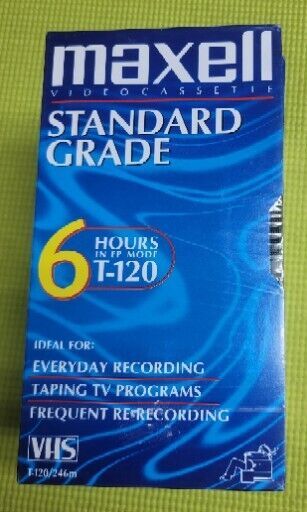 maxell
VIDEOCASSETTE
STANDARD
GRADE
6 HOURS
IN EP MODE
T-120
IDEAL FOR:
EVERYDAY RECORDING
TAPING TV PROGRAMS
FREQUENT RE-RECORDING
VHS
T-120/246m